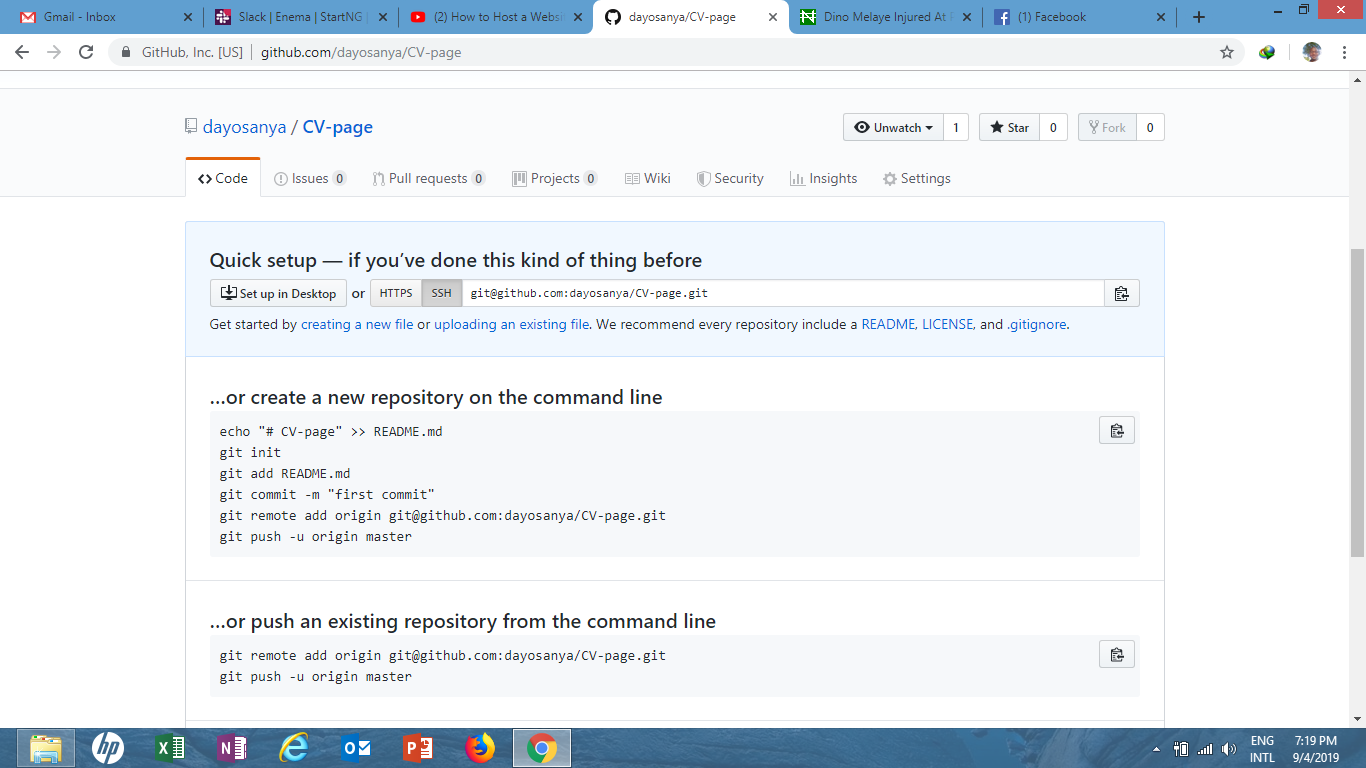 Gmail - Inbox
Slack | Enema | StartNG |
(2) How to Host a Websi
dayosanya/CV-page
Dino Melaye Injured At
(1) Facebook
GitHub, Inc. [US] | github.com/dayosanya/CV-page
dayosanya / CV-page
Unwatch 1
Star 0
Fork 0
Code
Issues 0
Pull requests 0
Projects 0
Wiki
Security
Insights
Settings
Quick setup — if you’ve done this kind of thing before
Set up in Desktop or HTTPS SSH git@github.com:dayosanya/CV-page.git
Get started by creating a new file or uploading an existing file. We recommend every repository include a README, LICENSE, and .gitignore.
…or create a new repository on the command line
echo "# CV-page" >> README.md
git init
git add README.md
git commit -m "first commit"
git remote add origin git@github.com:dayosanya/CV-page.git
git push -u origin master
…or push an existing repository from the command line
git remote add origin git@github.com:dayosanya/CV-page.git
git push -u origin master
ENG 7:19 PM
INTL 9/4/2019